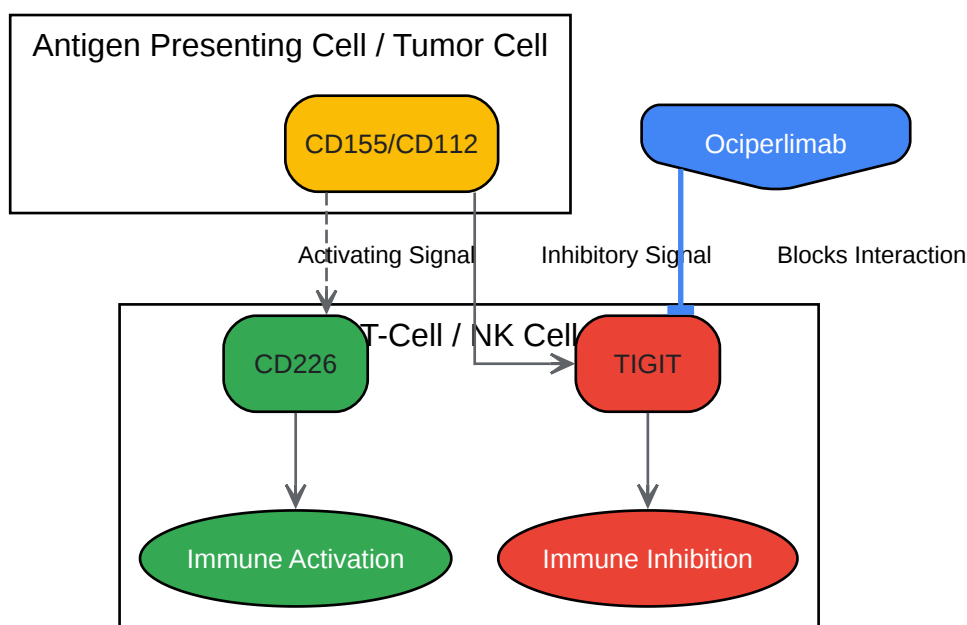 Antigen Presenting Cell / Tumor Cell
CD155/CD112
Ociperlimab
Activating Signal
Inhibitory Signal
Blocks Interaction
T-Cell / NK Cell
CD226
TIGIT
Immune Activation
Immune Inhibition